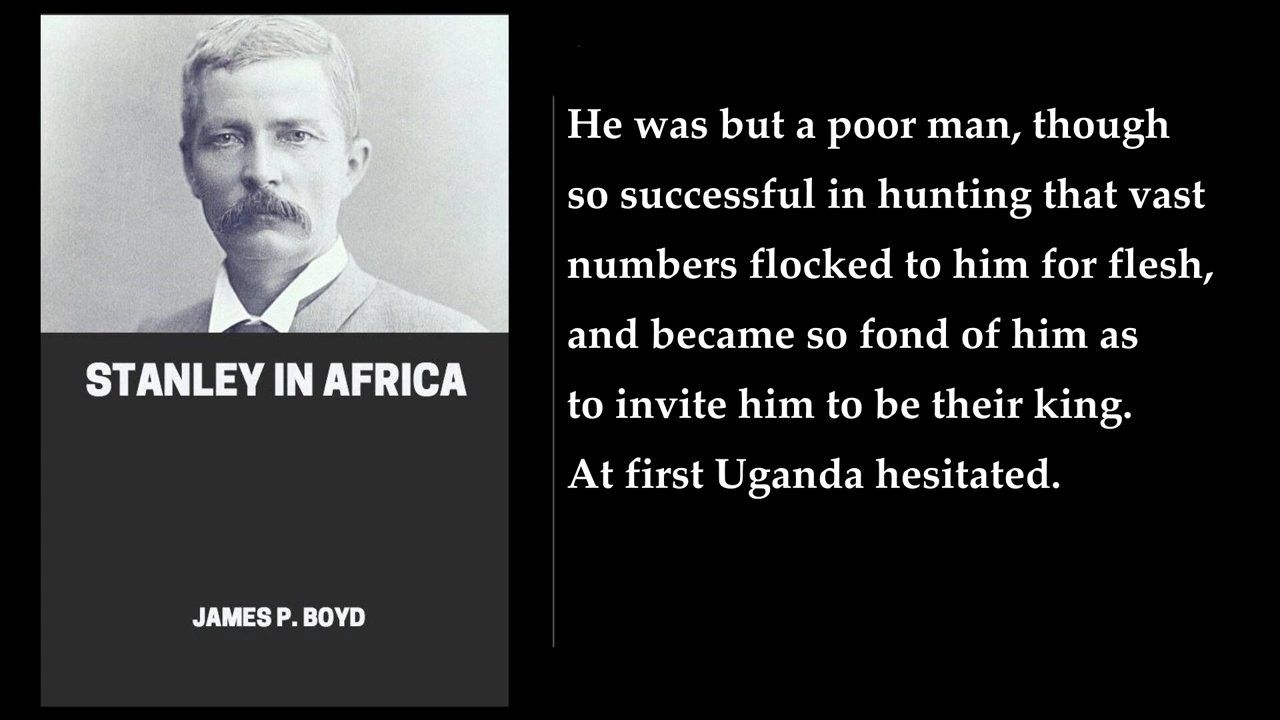 STANLEY IN AFRICA
JAMES P. BOYD
He was but a poor man, though
so successful in hunting that vast
numbers flocked to him for flesh,
and became so fond of him as
to invite him to be their king.
At first Uganda hesitated.